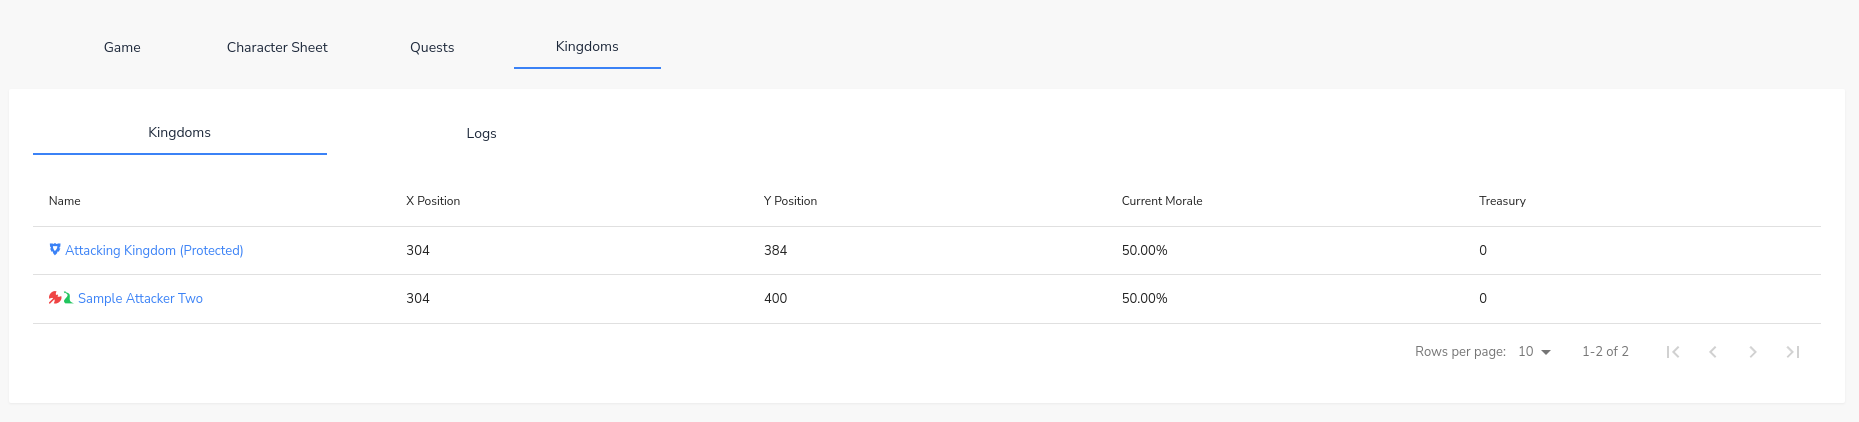 Game Character Sheet Quests Kingdoms
Kingdoms Logs
Name X Position Y Position Current Morale Treasury
Attacking Kingdom (Protected) 304 384 50.00% 0
Sample Attacker Two 304 400 50.00% 0
Rows per page: 10 1-2 of 2